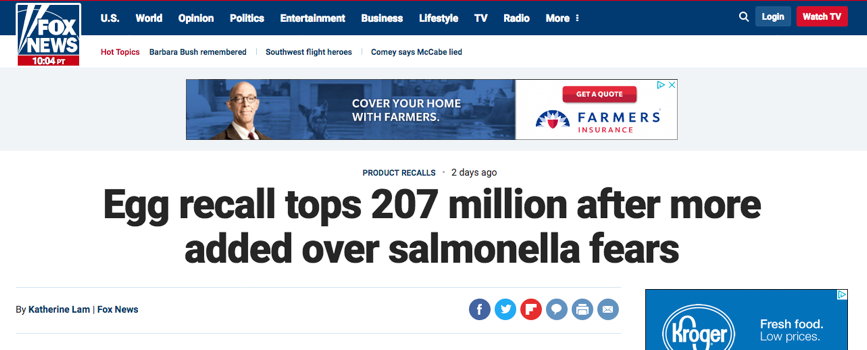 FOX
NEWS
10:04 PT
U.S. World Opinion Politics Entertainment Business Lifestyle TV Radio More
Login
Watch TV
Hot Topics Barbara Bush remembered Southwest flight heroes Comey says McCabe lied
COVER YOUR HOME
WITH FARMERS.
GET A QUOTE
FARMERS
INSURANCE
PRODUCT RECALLS · 2 days ago
Egg recall tops 207 million after more
added over salmonella fears
By Katherine Lam | Fox News
Kroger
Fresh food.
Low prices.